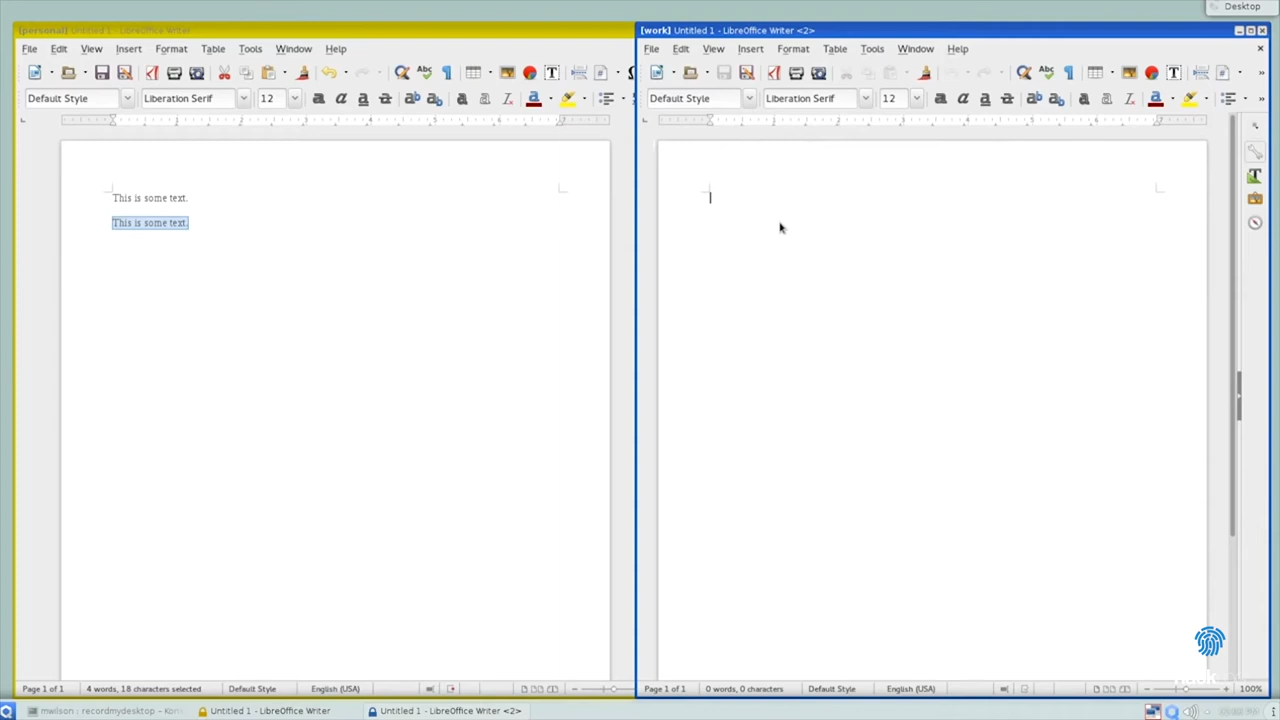 Desktop
[personal] Untitled 1 - LibreOffice Writer
File Edit View Insert Format Table Tools Window Help
Default Style
Liberation Serif
12
This is some text.
This is some text.
Page 1 of 1
4 words, 18 characters selected
Default Style
English (USA)
[work] Untitled 1 - LibreOffice Writer <2>
File Edit View Insert Format Table Tools Window Help
Default Style
Liberation Serif
12
Page 1 of 1
0 words, 0 characters
Default Style
English (USA)
100%
mwilson : recordmydesktop – Kon
Untitled 1 - LibreOffice Writer
Untitled 1 - LibreOffice Writer <2>